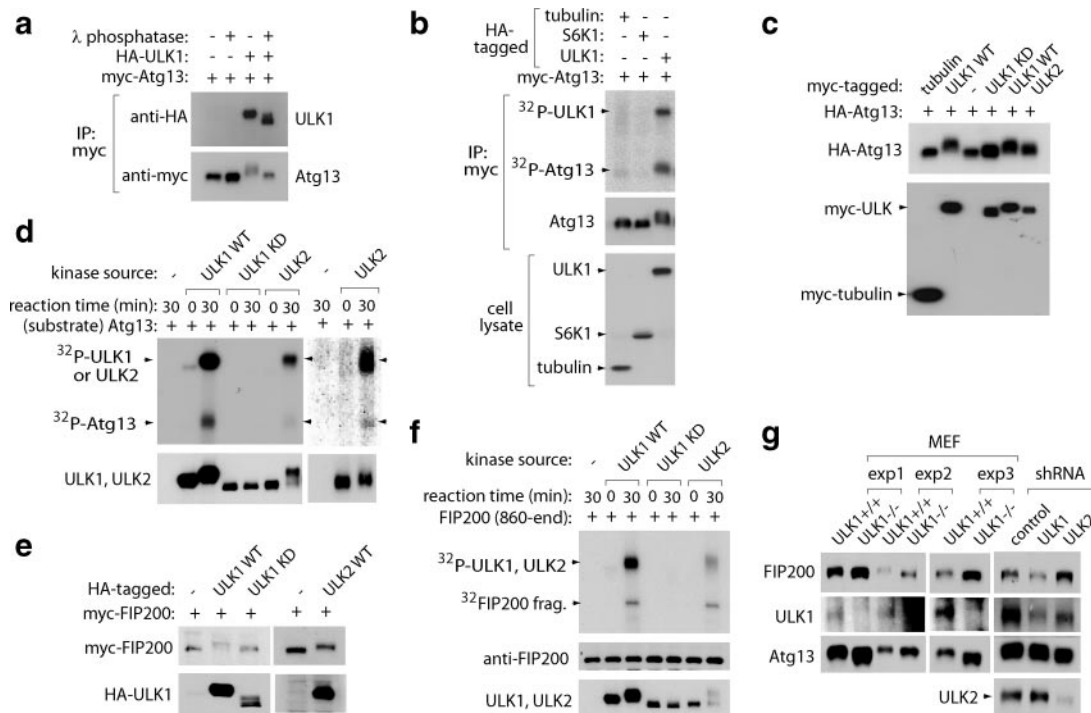 a
λ phosphatase: - + - +
HA-ULK1: - - + +
myc-Atg13: + + + +
IP: myc
anti-HA
ULK1
anti-myc
Atg13
b
HA-tagged
tubulin: + - -
S6K1: - + -
ULK1: - - +
myc-Atg13: + + +
IP: myc
32P-ULK1
32P-Atg13
Atg13
cell lysate
ULK1
S6K1
tubulin
c
myc-tagged: tubulin ULK1 WT - ULK1 KD ULK1 WT ULK2
HA-Atg13: + + + + + +
HA-Atg13
myc-ULK
myc-tubulin
d
kinase source: - ULK1 WT ULK1 KD ULK2 - ULK2
reaction time (min): 30 0 30 0 30 0 30 30 0 30
(substrate) Atg13: + + + + + + + + + +
32P-ULK1 or ULK2
32P-Atg13
ULK1, ULK2
e
HA-tagged: - ULK1 WT ULK1 KD - ULK2 WT
myc-FIP200: + + + + +
myc-FIP200
HA-ULK1
f
kinase source: - ULK1 WT ULK1 KD ULK2
reaction time (min): 30 0 30 0 30 0 30
FIP200 (860-end): + + + + + + +
32P-ULK1, ULK2
32FIP200 frag.
anti-FIP200
ULK1, ULK2
g
MEF
exp1 exp2 exp3 shRNA
ULK1+/+ ULK1-/- ULK1+/+ ULK1-/- ULK1+/+ ULK1-/- control ULK1 ULK2
FIP200
ULK1
Atg13
ULK2